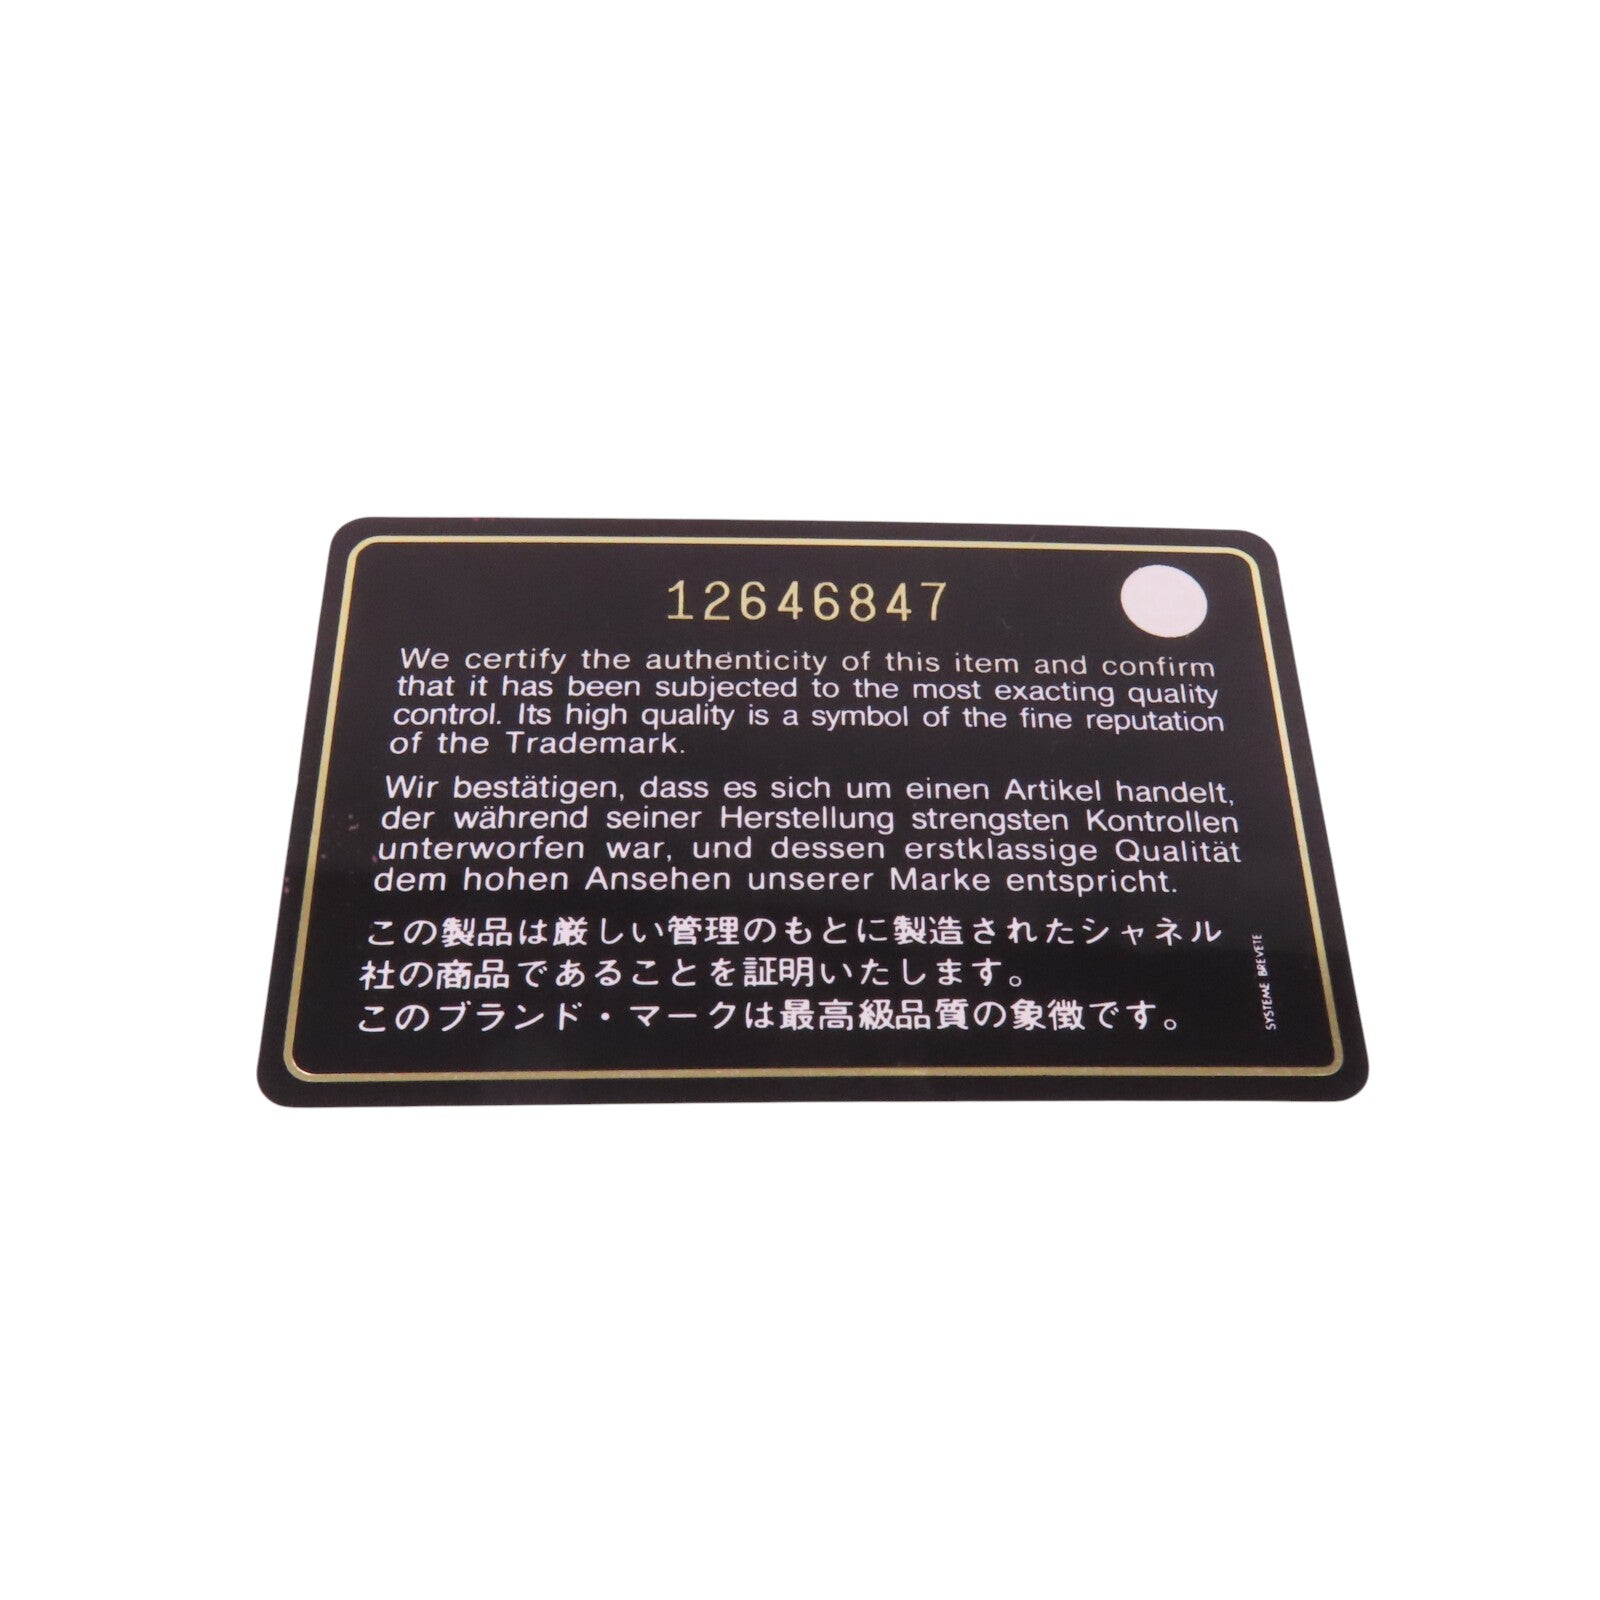 12646847
We certify the authenticity of this item and confirm
that it has been subjected to the most exacting quality
control. Its high quality is a symbol of the fine reputation
of the Trademark.
Wir bestätigen, dass es sich um einen Artikel handelt,
der während seiner Herstellung strengsten Kontrollen
unterworfen war, und dessen erstklassige Qualität
dem hohen Ansehen unserer Marke entspricht.
この製品は厳しい管理のもとに製造されたシャネル
社の商品であることを証明いたします。
このブランド・マークは最高級品質の象徴です。
SYSTEME BREVETE